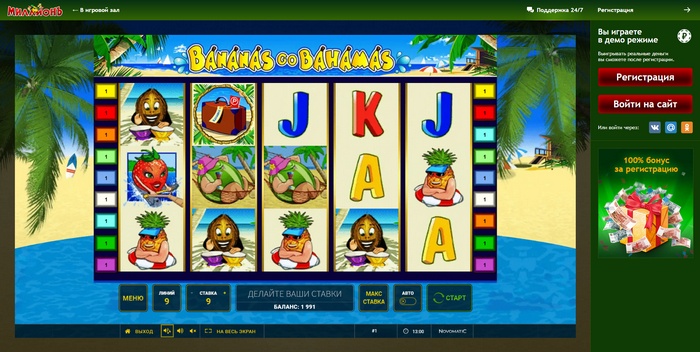 МИЛЛИОНЪ
← В игровой зал
Поддержка 24/7
Регистрация
→
BANANAS GO BAHAMAS
1 1
1 J K J 1
1 1
1 1
1 A 1
1 1
1 1
1 A 1
1 1
МЕНЮ
ЛИНИЙ
9
- СТАВКА +
9
ДЕЛАЙТЕ ВАШИ СТАВКИ
БАЛАНС: 1 991
МАКС
СТАВКА
АВТО
СТАРТ
ВЫХОД
НА ВЕСЬ ЭКРАН
#1
13:00
NOVOMATIC
Вы играете
в демо режиме
₽
Выигрывать реальные деньги
вы сможете после регистрации.
Регистрация
Войти на сайт
Или войти через:
100% бонус
за регистрацию